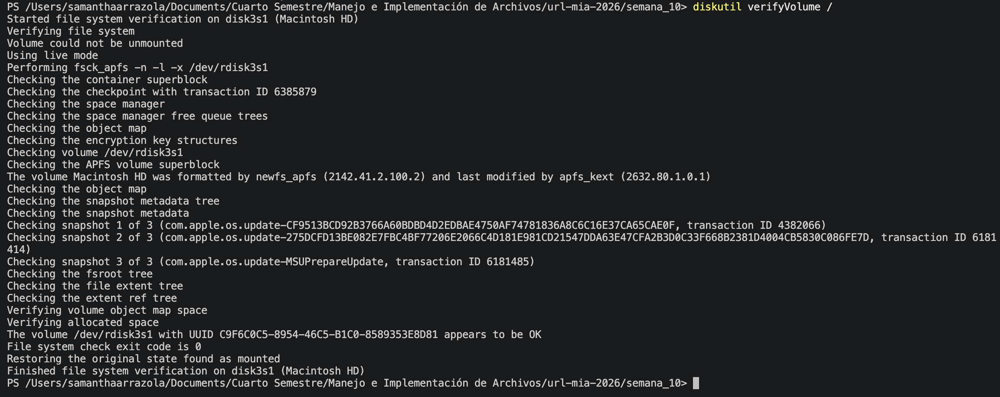 PS /Users/samanthaarrazola/Documents/Cuarto Semestre/Manejo e Implementación de Archivos/url-mia-2026/semana_10> diskutil verifyVolume /
Started file system verification on disk3s1 (Macintosh HD)
Verifying file system
Volume could not be unmounted
Using live mode
Performing fsck_apfs -n -l -x /dev/rdisk3s1
Checking the container superblock
Checking the checkpoint with transaction ID 6385879
Checking the space manager
Checking the space manager free queue trees
Checking the object map
Checking the encryption key structures
Checking volume /dev/rdisk3s1
Checking the APFS volume superblock
The volume Macintosh HD was formatted by newfs_apfs (2142.41.2.100.2) and last modified by apfs_kext (2632.80.1.0.1)
Checking the object map
Checking the snapshot metadata tree
Checking the snapshot metadata
Checking snapshot 1 of 3 (com.apple.os.update-CF9513BCD92B3766A60BDBD4D2EDBAE4750AF74781836A8C6C16E37CA65CAE0F, transaction ID 4382066)
Checking snapshot 2 of 3 (com.apple.os.update-275DCFD13BE082E7FBC4BF77206E2066C4D181E981CD21547DDA63E47CFA2B3D0C33F668B2381D4004CB5830C086FE7D, transaction ID 6181
414)
Checking snapshot 3 of 3 (com.apple.os.update-MSUPrepareUpdate, transaction ID 6181485)
Checking the fsroot tree
Checking the file extent tree
Checking the extent ref tree
Verifying volume object map space
Verifying allocated space
The volume /dev/rdisk3s1 with UUID C9F6C0C5-8954-46C5-B1C0-8589353E8D81 appears to be OK
File system check exit code is 0
Restoring the original state found as mounted
Finished file system verification on disk3s1 (Macintosh HD)
PS /Users/samanthaarrazola/Documents/Cuarto Semestre/Manejo e Implementación de Archivos/url-mia-2026/semana_10>